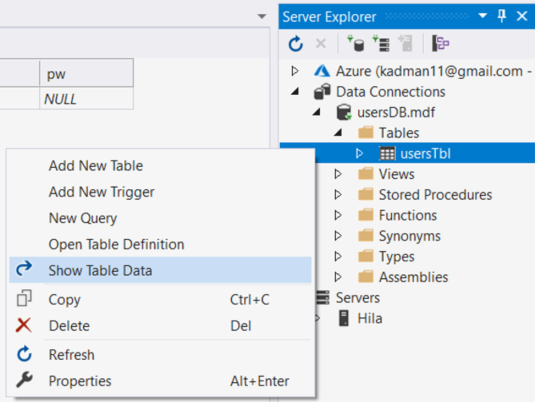 Server Explorer
pw
NULL
Azure (kadman11@gmail.com -
Data Connections
usersDB.mdf
Tables
usersTbl
Views
Stored Procedures
Functions
Synonyms
Types
Assemblies
Servers
Hila
Add New Table
Add New Trigger
New Query
Open Table Definition
Show Table Data
Copy Ctrl+C
Delete Del
Refresh
Properties Alt+Enter